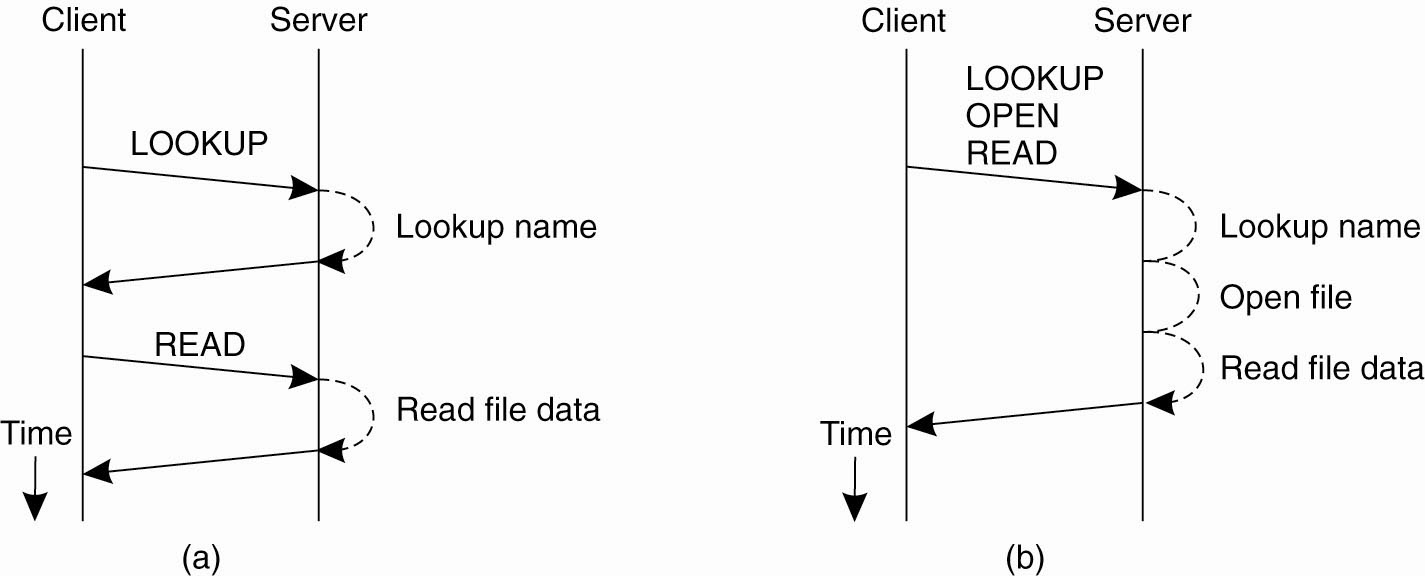 Client Server
LOOKUP
Lookup name
READ
Read file data
Time
(a)
Client Server
LOOKUP
OPEN
READ
Lookup name
Open file
Read file data
Time
(b)